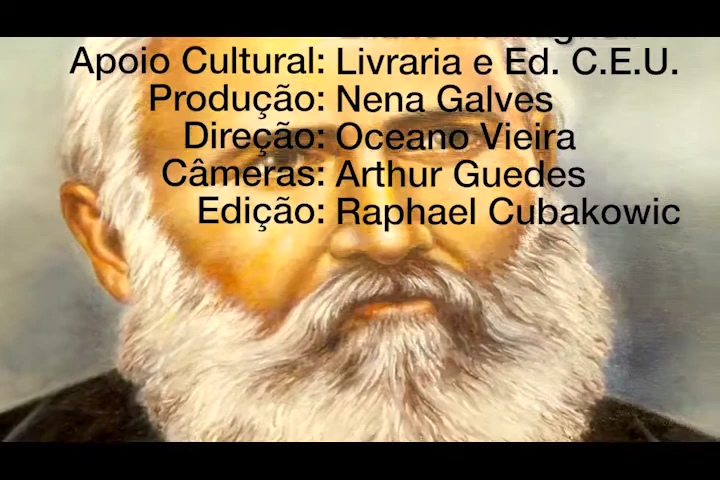 Apoio Cultural: Livraria e Ed. C.E.U.
Produção: Nena Galves
Direção: Oceano Vieira
Câmeras: Arthur Guedes
Edição: Raphael Cubakowic